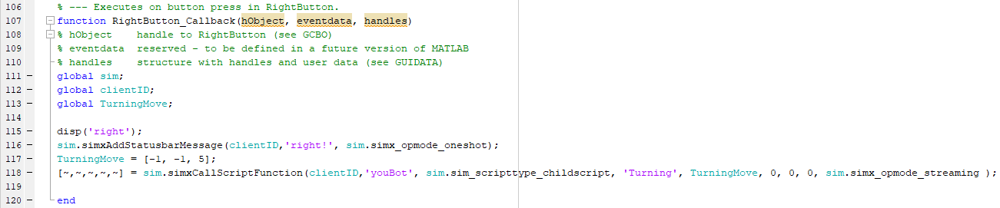 106 % --- Executes on button press in RightButton.
107 function RightButton_Callback(hObject, eventdata, handles)
108 % hObject    handle to RightButton (see GCBO)
109 % eventdata  reserved - to be defined in a future version of MATLAB
110 % handles    structure with handles and user data (see GUIDATA)
111 global sim;
112 global clientID;
113 global TurningMove;
114
115 disp('right');
116 sim.simxAddStatusbarMessage(clientID,'right!', sim.simx_opmode_oneshot);
117 TurningMove = [-1, -1, 5];
118 [~,~,~,~,~] = sim.simxCallScriptFunction(clientID,'youBot', sim.sim_scripttype_childscript, 'Turning', TurningMove, 0, 0, 0, sim.simx_opmode_streaming );
119
120 end